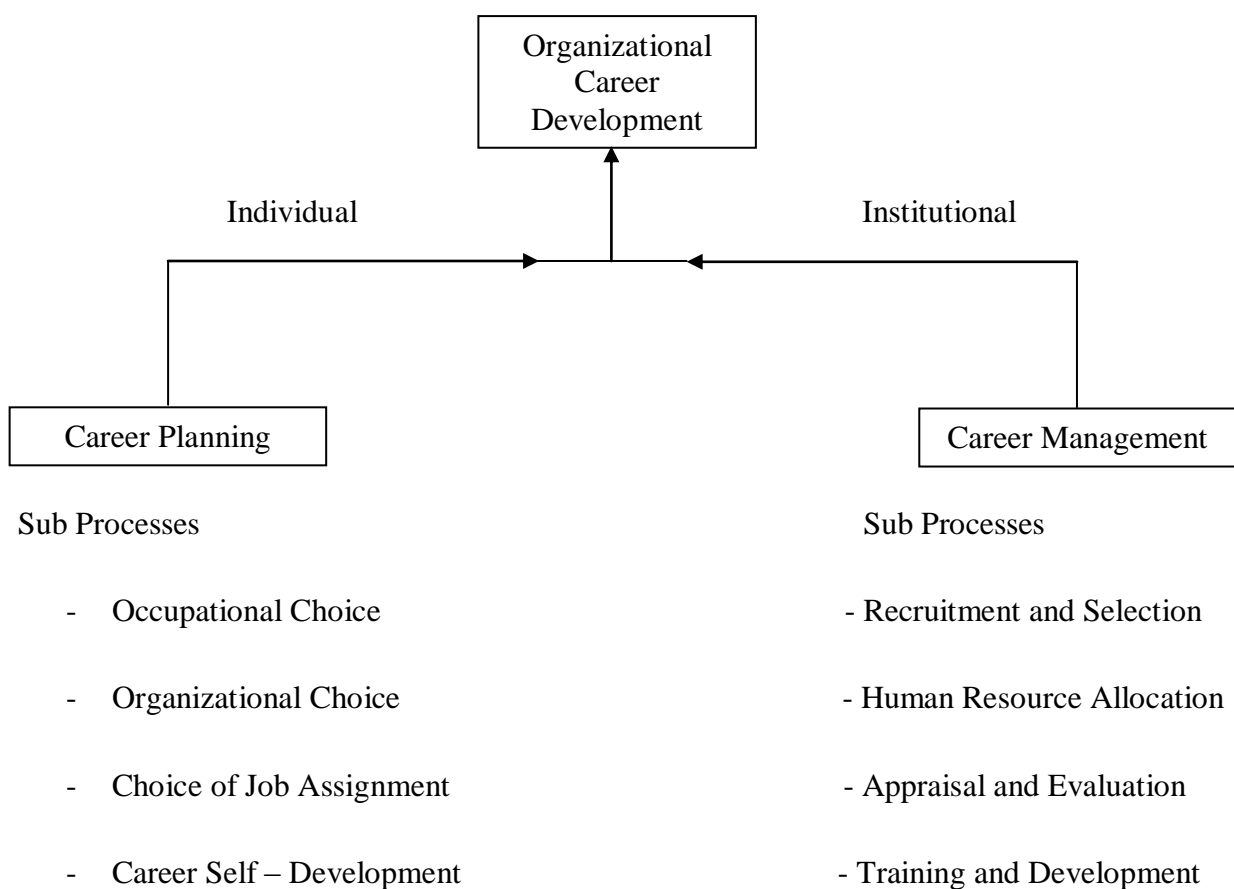 Organizational
Career
Development
Individual
Institutional
Career Planning
Career Management
Sub Processes
Sub Processes
- Occupational Choice
- Recruitment and Selection
- Organizational Choice
- Human Resource Allocation
- Choice of Job Assignment
- Appraisal and Evaluation
- Career Self – Development
- Training and Development